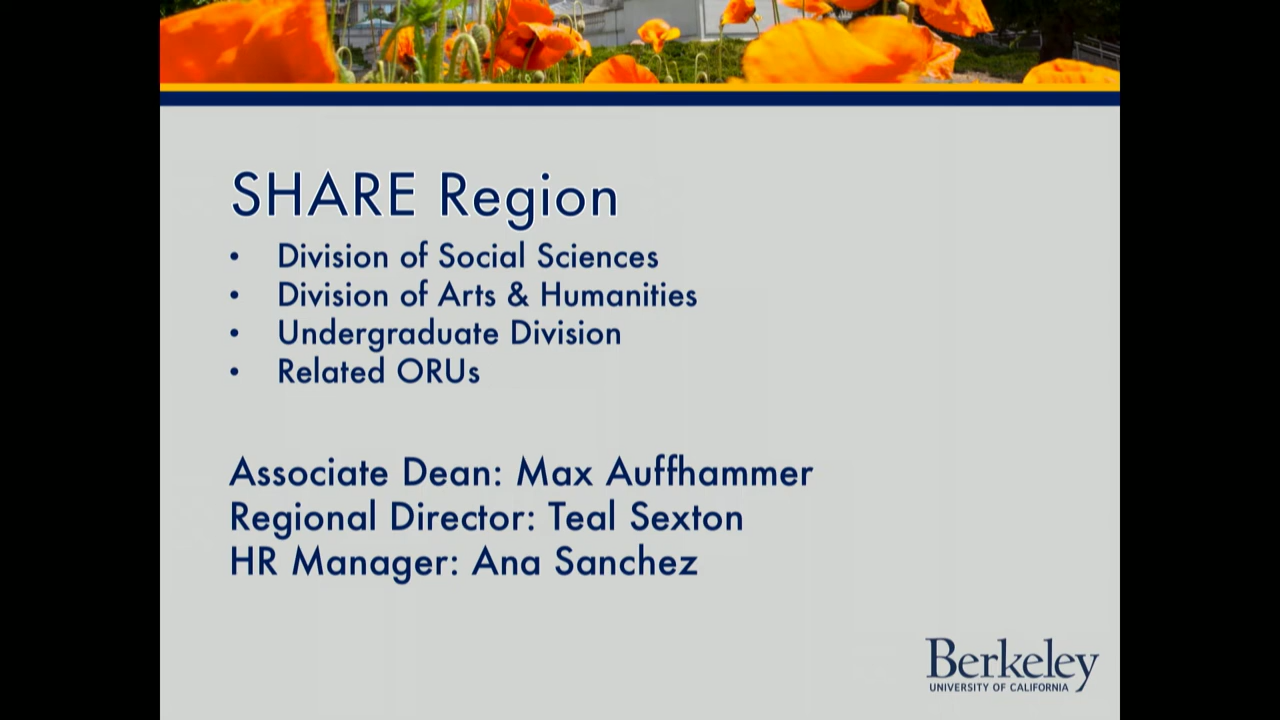 SHARE Region
• Division of Social Sciences
• Division of Arts & Humanities
• Undergraduate Division
• Related ORUs
Associate Dean: Max Auffhammer
Regional Director: Teal Sexton
HR Manager: Ana Sanchez
Berkeley
UNIVERSITY OF CALIFORNIA